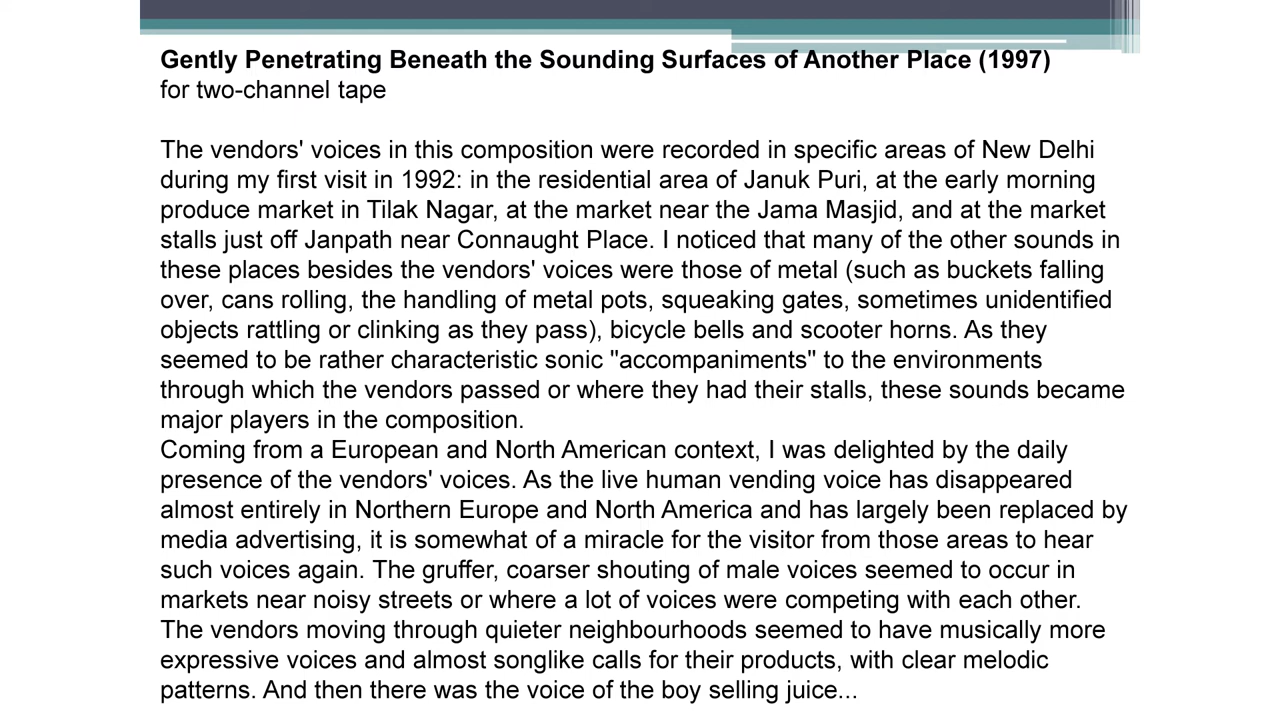 Gently Penetrating Beneath the Sounding Surfaces of Another Place (1997)
for two-channel tape
The vendors' voices in this composition were recorded in specific areas of New Delhi
during my first visit in 1992: in the residential area of Januk Puri, at the early morning
produce market in Tilak Nagar, at the market near the Jama Masjid, and at the market
stalls just off Janpath near Connaught Place. I noticed that many of the other sounds in
these places besides the vendors' voices were those of metal (such as buckets falling
over, cans rolling, the handling of metal pots, squeaking gates, sometimes unidentified
objects rattling or clinking as they pass), bicycle bells and scooter horns. As they
seemed to be rather characteristic sonic "accompaniments" to the environments
through which the vendors passed or where they had their stalls, these sounds became
major players in the composition.
Coming from a European and North American context, I was delighted by the daily
presence of the vendors' voices. As the live human vending voice has disappeared
almost entirely in Northern Europe and North America and has largely been replaced by
media advertising, it is somewhat of a miracle for the visitor from those areas to hear
such voices again. The gruffer, coarser shouting of male voices seemed to occur in
markets near noisy streets or where a lot of voices were competing with each other.
The vendors moving through quieter neighbourhoods seemed to have musically more
expressive voices and almost songlike calls for their products, with clear melodic
patterns. And then there was the voice of the boy selling juice...